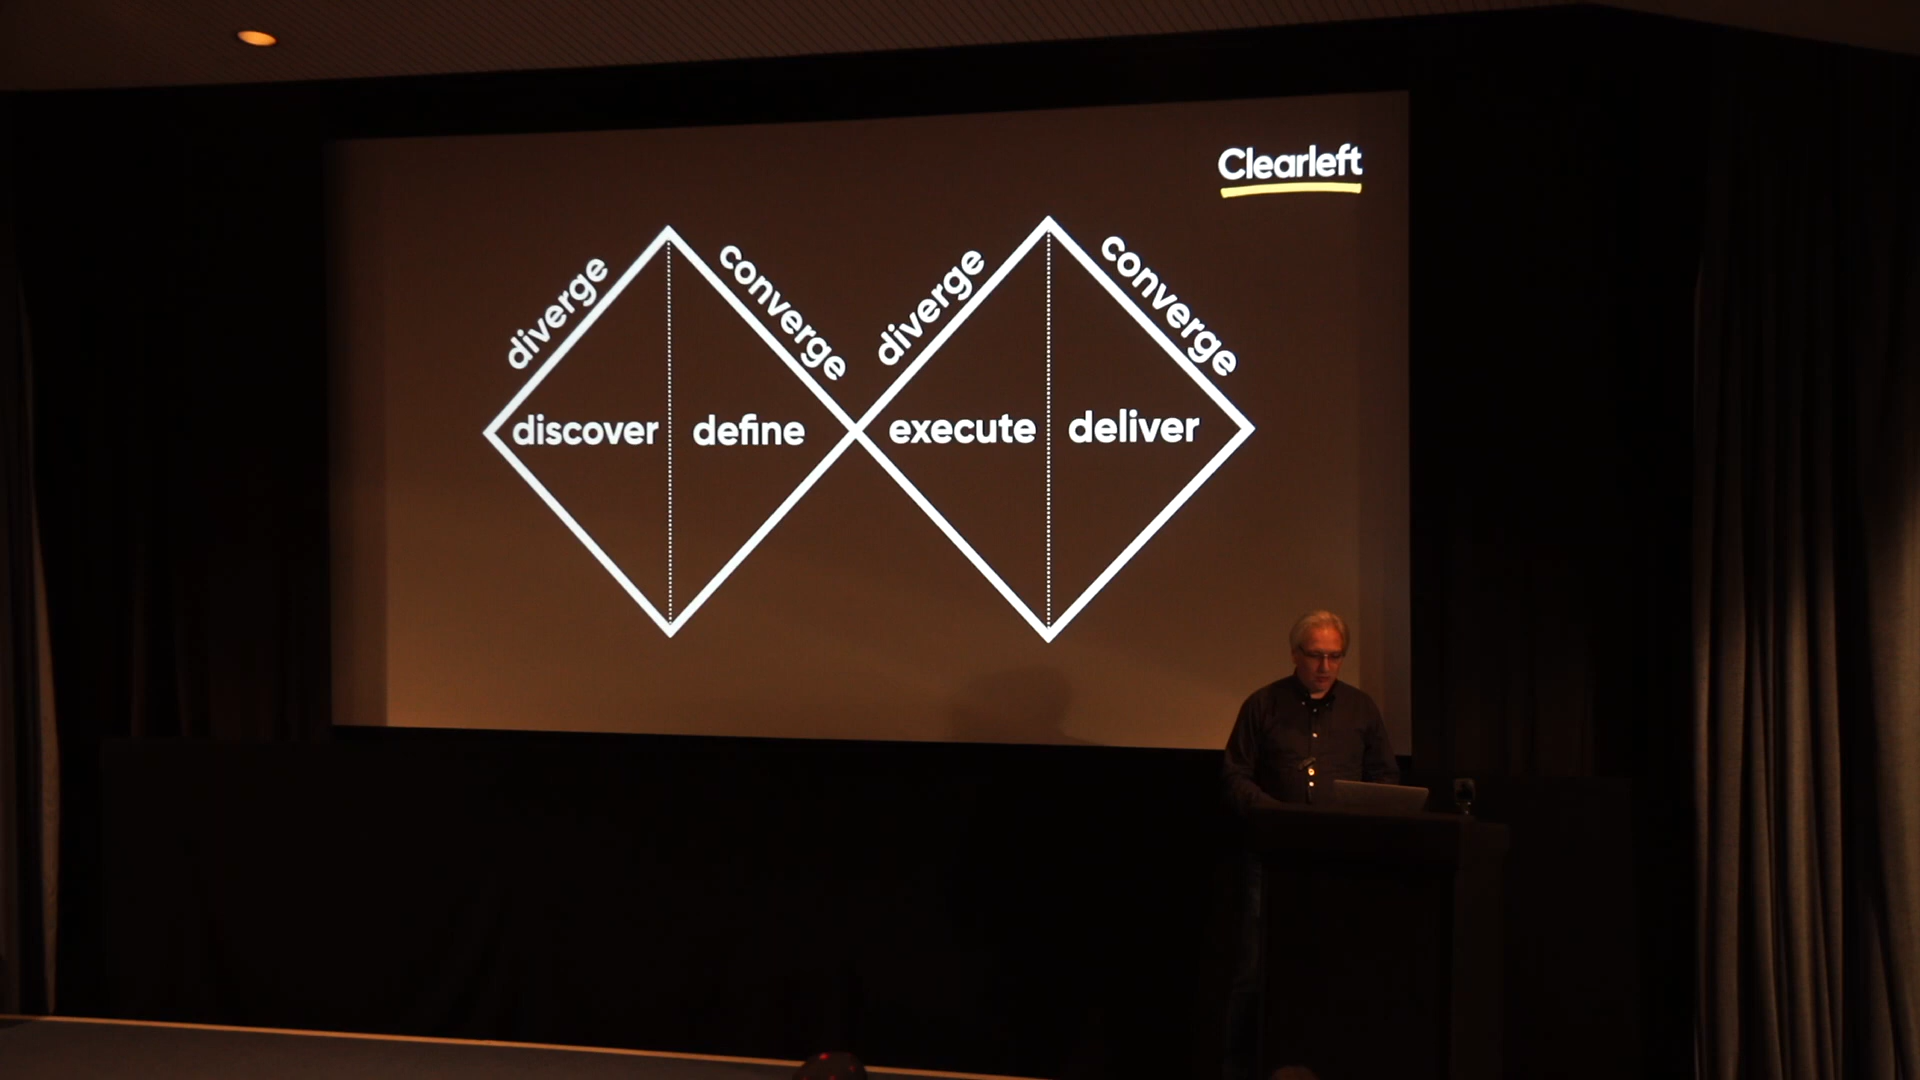 Clearleft
diverge
converge
diverge
converge
discover
define
execute
deliver